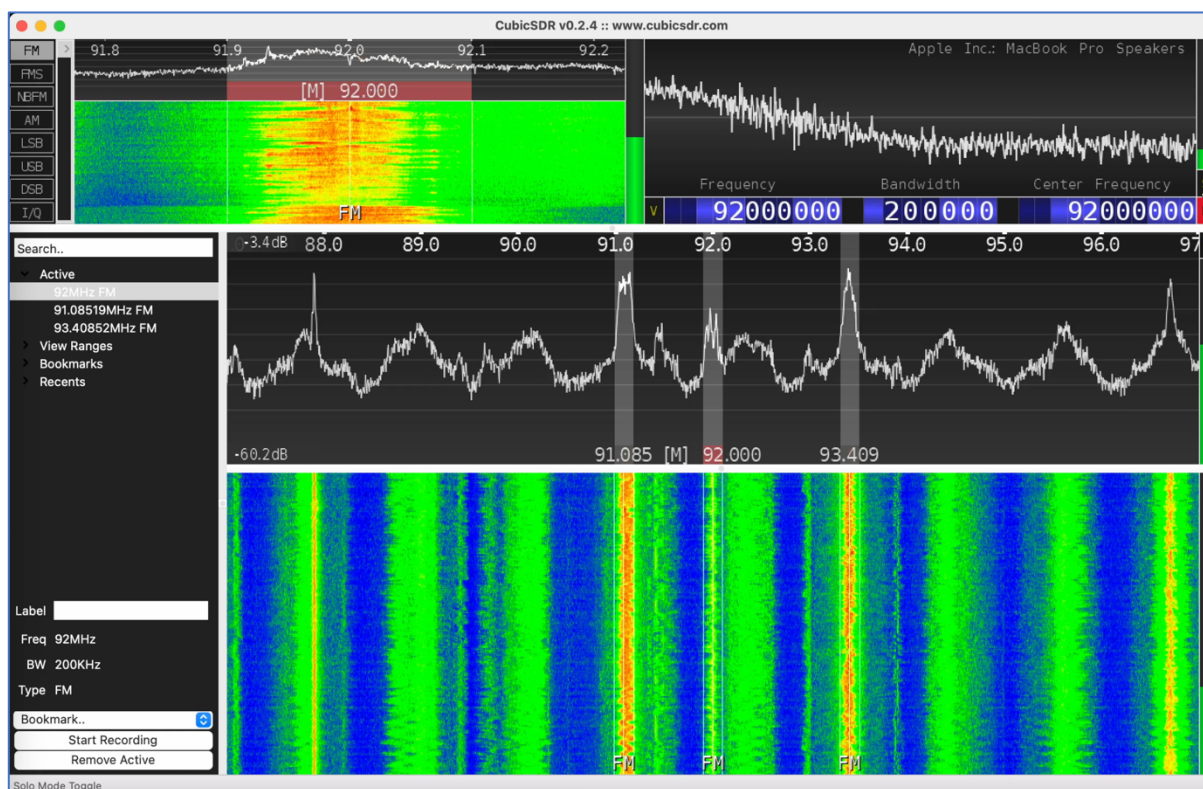 CubicSDR v0.2.4 :: www.cubicsdr.com
FM
>
FMS
NBFM
AM
LSB
USB
DSB
I/Q
91.8 91.9 92.0 92.1 92.2
[M] 92.000
FM
Apple Inc.: MacBook Pro Speakers
Frequency Bandwidth Center Frequency
V 92000000 200000 92000000
Search..
Active
92MHz FM
91.08519MHz FM
93.40852MHz FM
View Ranges
Bookmarks
Recents
Label
Freq 92MHz
BW 200KHz
Type FM
Bookmark..
Start Recording
Remove Active
-3.4dB 88.0 89.0 90.0 91.0 92.0 93.0 94.0 95.0 96.0 97
-60.2dB 91.085 [M] 92.000 93.409
FM FM FM
Solo Mode Toggle